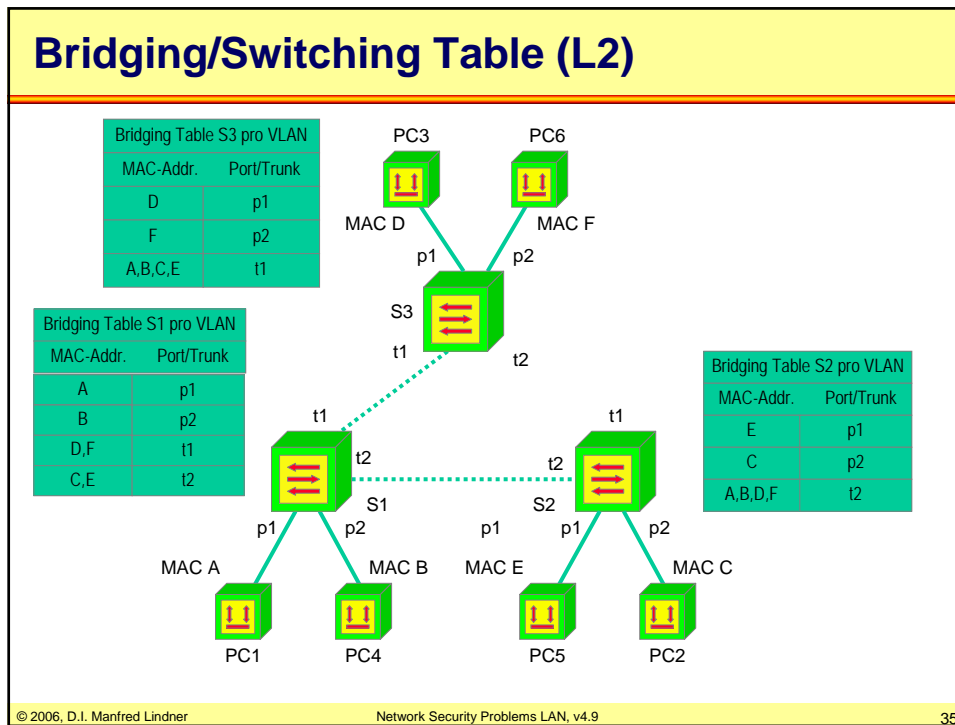 Bridging/Switching Table (L2)
Bridging Table S3 pro VLAN
MAC-Addr. Port/Trunk
D p1
F p2
A,B,C,E t1
PC3 PC6
MAC D MAC F
p1 p2
S3
t1 t2
Bridging Table S1 pro VLAN
MAC-Addr. Port/Trunk
A p1
B p2
D,F t1
C,E t2
Bridging Table S2 pro VLAN
MAC-Addr. Port/Trunk
E p1
C p2
A,B,D,F t2
t1 t1
t2 t2
S1 S2
p1 p2 p1 p1 p2
MAC A MAC B MAC E MAC C
PC1 PC4 PC5 PC2
© 2006, D.I. Manfred Lindner Network Security Problems LAN, v4.9 35